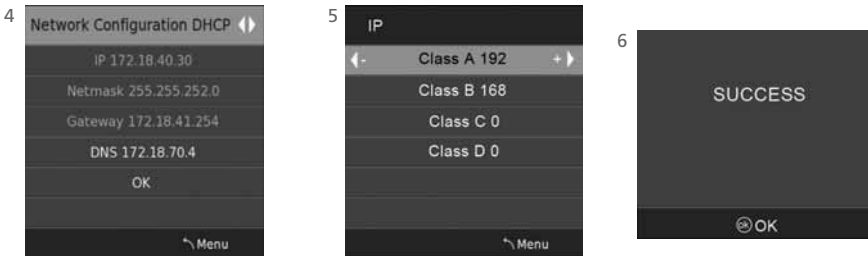 4
Network Configuration DHCP
IP 172.18.40.30
Netmask 255.255.252.0
Gateway 172.18.41.254
DNS 172.18.70.4
OK
Menu
5
IP
- Class A 192 +
Class B 168
Class C 0
Class D 0
Menu
6
SUCCESS
ok OK